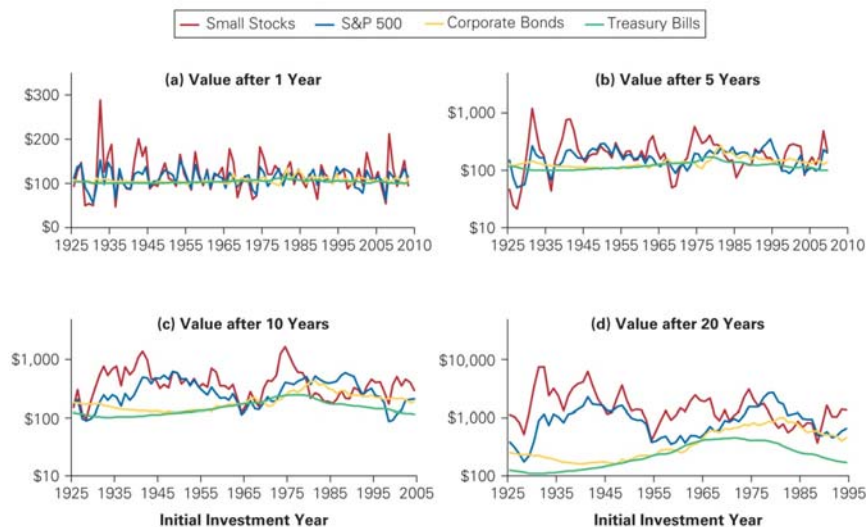 Small Stocks S&P 500 Corporate Bonds Treasury Bills
(a) Value after 1 Year
$300
$200
$100
$0
1925 1935 1945 1955 1965 1975 1985 1995 2005 2010
(b) Value after 5 Years
$1,000
$100
$10
1925 1935 1945 1955 1965 1975 1985 1995 2005 2010
(c) Value after 10 Years
$1,000
$100
$10
1925 1935 1945 1955 1965 1975 1985 1995 2005
Initial Investment Year
(d) Value after 20 Years
$10,000
$1,000
$100
1925 1935 1945 1955 1965 1975 1985 1995
Initial Investment Year